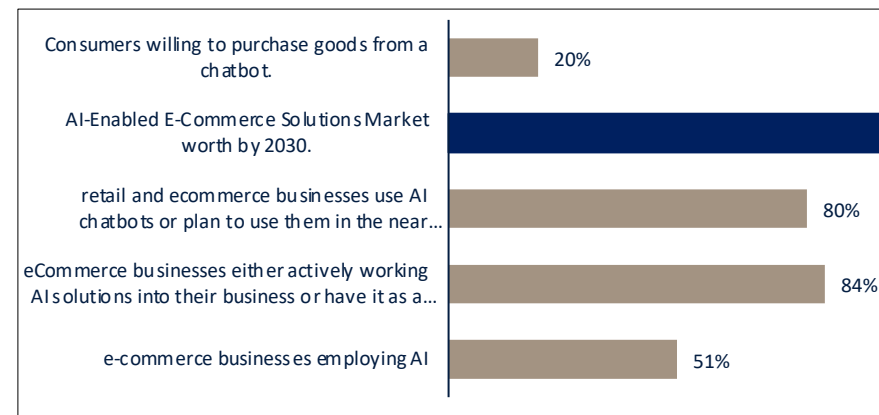 Consumers willing to purchase goods from a
chatbot.
20%
AI-Enabled E-Commerce Solutions Market
worth by 2030.
retail and ecommerce businesses use AI
chatbots or plan to use them in the near...
80%
eCommerce businesses either actively working
AI solutions into their business or have it as a...
84%
e-commerce businesses employing AI
51%